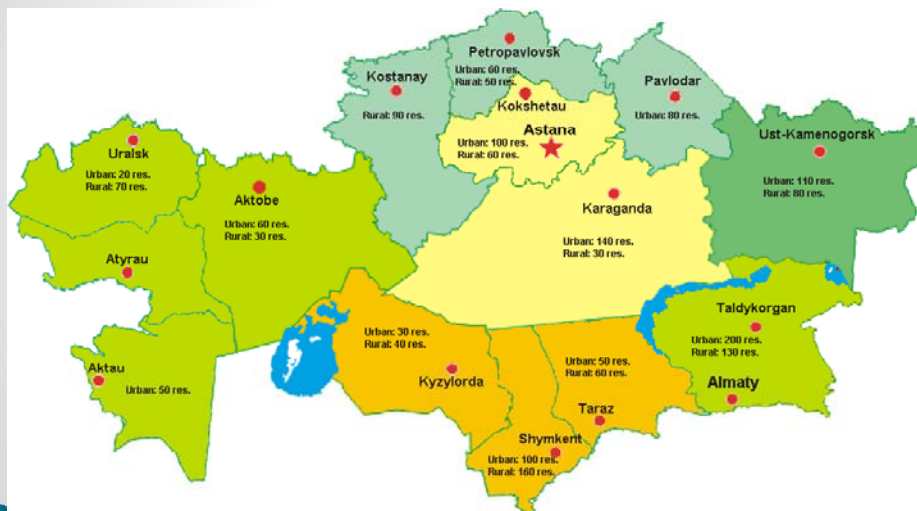 Petropavlovsk
Urban: 60 res.
Rural: 50 res.
Kostanay
Rural: 90 res.
Kokshetau
Pavlodar
Urban: 80 res.
Astana
Urban: 100 res.
Rural: 60 res.
Ust-Kamenogorsk
Urban: 110 res.
Rural: 80 res.
Uralsk
Urban: 20 res.
Rural: 70 res.
Aktobe
Urban: 60 res.
Rural: 30 res.
Karaganda
Urban: 140 res.
Rural: 30 res.
Atyrau
Taldykorgan
Urban: 200 res.
Rural: 130 res.
Almaty
Aktau
Urban: 50 res.
Urban: 30 res.
Rural: 40 res.
Kyzylorda
Urban: 50 res.
Rural: 60 res.
Taraz
Shymkent
Urban: 100 res.
Rural: 160 res.